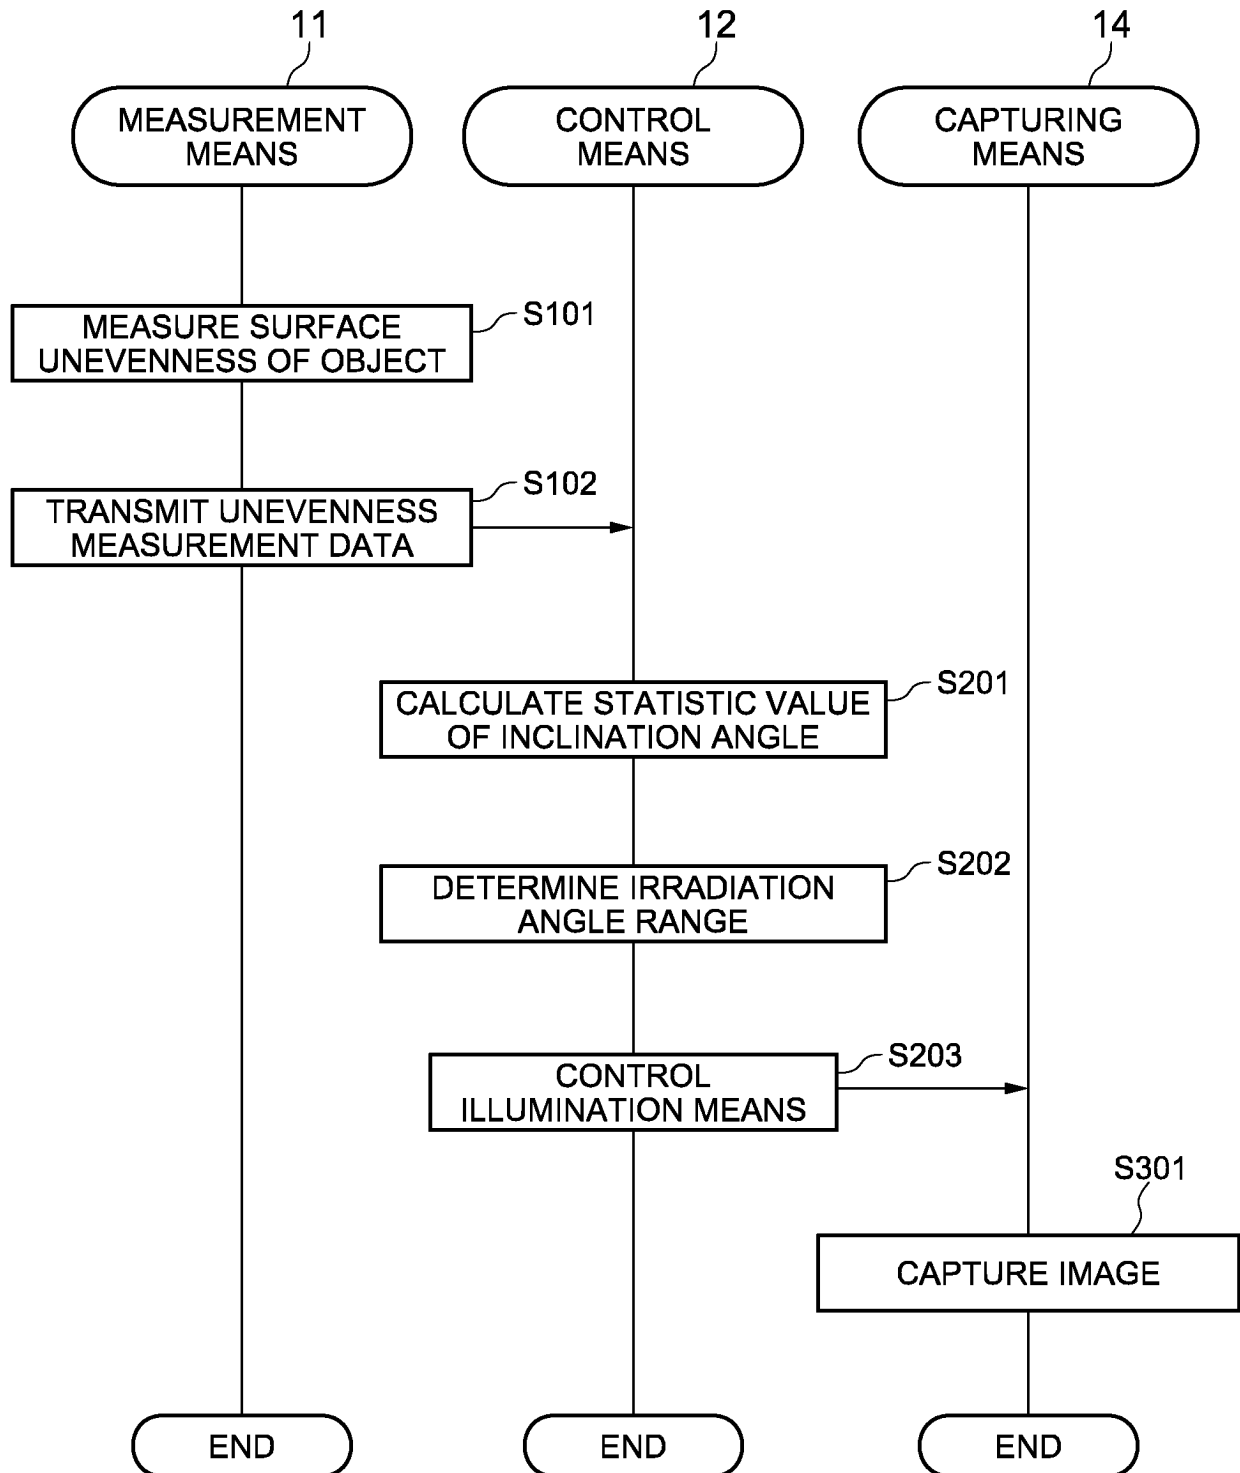 11
12
14
MEASUREMENT
MEANS
CONTROL
MEANS
CAPTURING
MEANS
S101
MEASURE SURFACE
UNEVENNESS OF OBJECT
S102
TRANSMIT UNEVENNESS
MEASUREMENT DATA
S201
CALCULATE STATISTIC VALUE
OF INCLINATION ANGLE
S202
DETERMINE IRRADIATION
ANGLE RANGE
S203
CONTROL
ILLUMINATION MEANS
S301
CAPTURE IMAGE
END
END
END